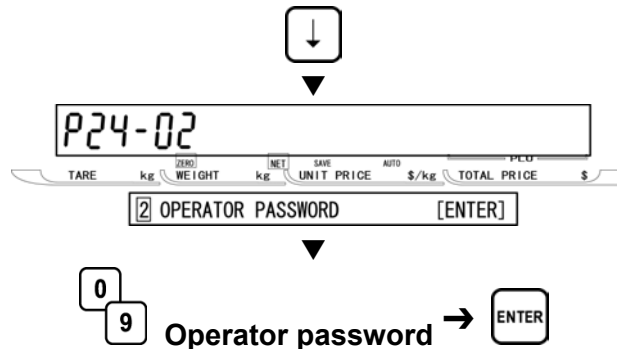 ↓
▼
P24-02
ZERO NET SAVE AUTO PLU
TARE kg WEIGHT kg UNIT PRICE $/kg TOTAL PRICE $
2 OPERATOR PASSWORD [ENTER]
▼
0
9 Operator password → ENTER